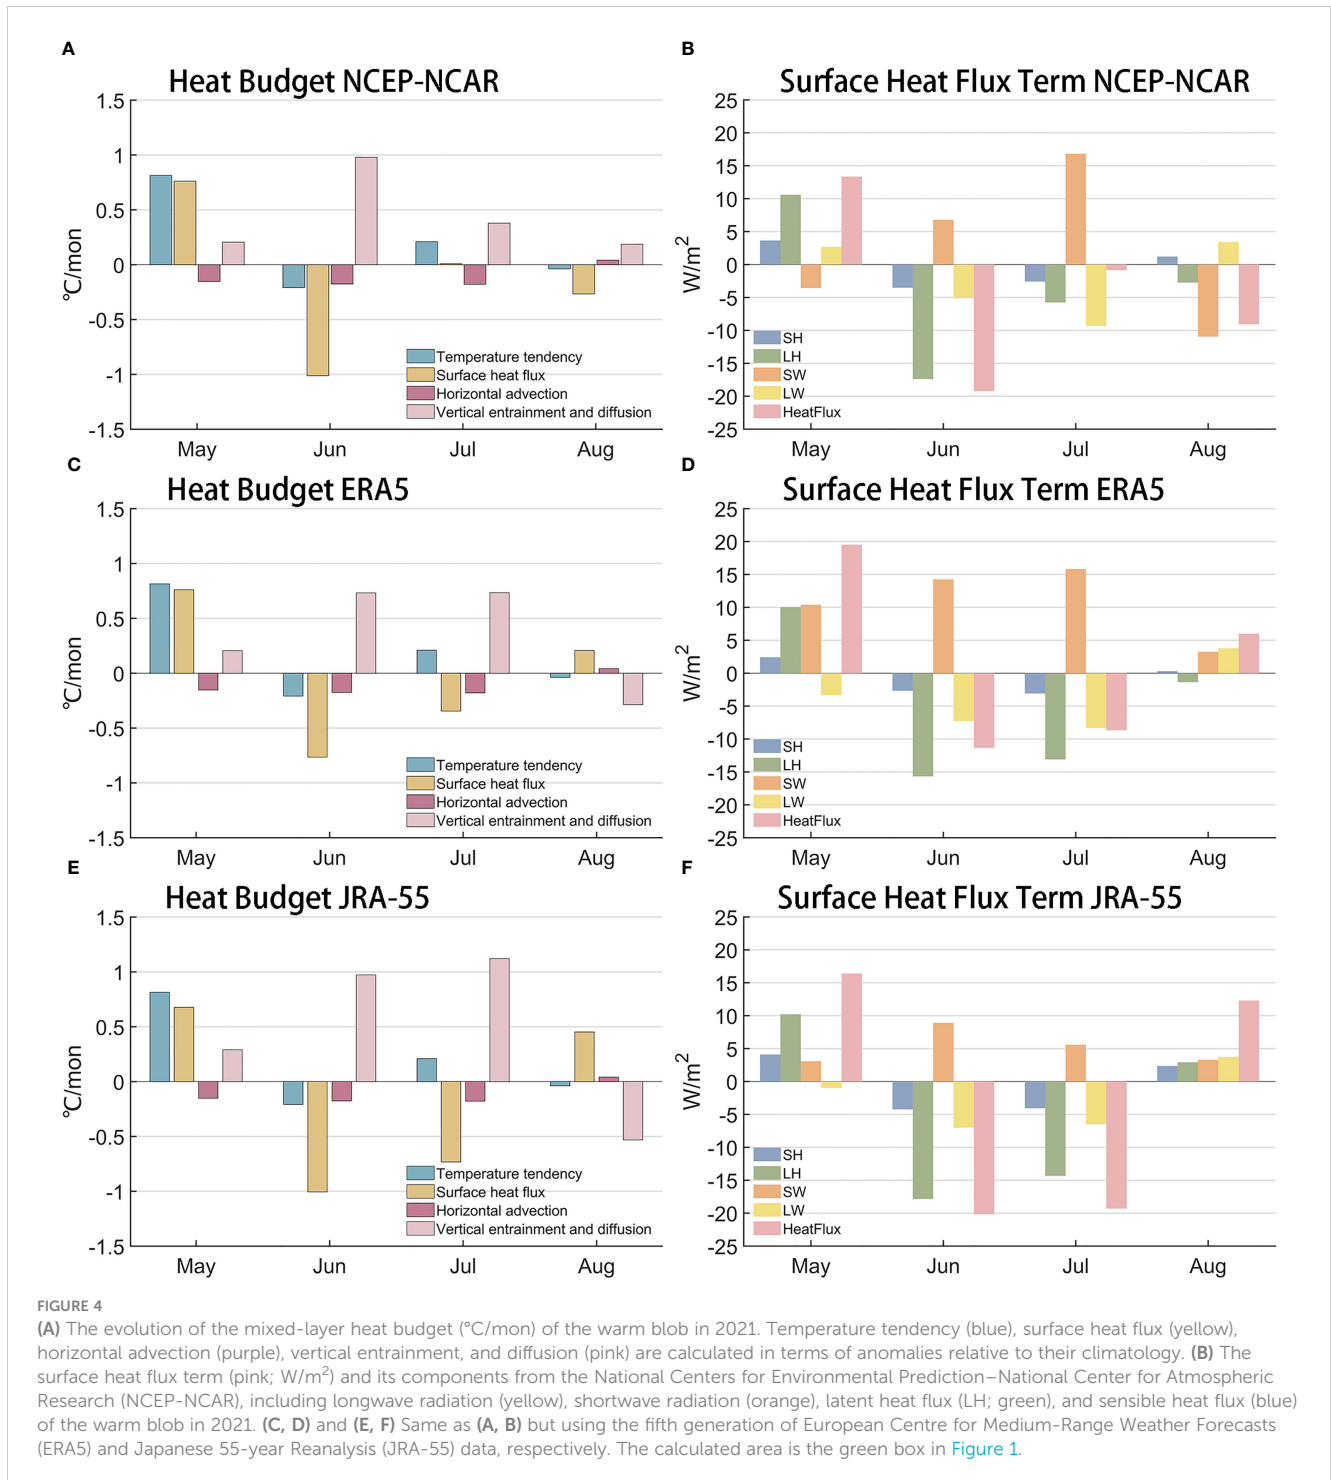 A
Heat Budget NCEP-NCAR
1.5
1
0.5
0
-0.5
-1
-1.5
℃/mon
Temperature tendency
Surface heat flux
Horizontal advection
Vertical entrainment and diffusion
May Jun Jul Aug
B
Surface Heat Flux Term NCEP-NCAR
25
20
15
10
5
0
-5
-10
-15
-20
-25
W/m²
SH
LH
SW
LW
HeatFlux
May Jun Jul Aug
C
Heat Budget ERA5
1.5
1
0.5
0
-0.5
-1
-1.5
℃/mon
Temperature tendency
Surface heat flux
Horizontal advection
Vertical entrainment and diffusion
May Jun Jul Aug
D
Surface Heat Flux Term ERA5
25
20
15
10
5
0
-5
-10
-15
-20
-25
W/m²
SH
LH
SW
LW
HeatFlux
May Jun Jul Aug
E
Heat Budget JRA-55
1.5
1
0.5
0
-0.5
-1
-1.5
℃/mon
Temperature tendency
Surface heat flux
Horizontal advection
Vertical entrainment and diffusion
May Jun Jul Aug
F
Surface Heat Flux Term JRA-55
25
20
15
10
5
0
-5
-10
-15
-20
-25
W/m²
SH
LH
SW
LW
HeatFlux
May Jun Jul Aug
FIGURE 4
(A) The evolution of the mixed-layer heat budget (°C/mon) of the warm blob in 2021. Temperature tendency (blue), surface heat flux (yellow),
horizontal advection (purple), vertical entrainment, and diffusion (pink) are calculated in terms of anomalies relative to their climatology. (B) The
surface heat flux term (pink; W/m²) and its components from the National Centers for Environmental Prediction–National Center for Atmospheric
Research (NCEP-NCAR), including longwave radiation (yellow), shortwave radiation (orange), latent heat flux (LH; green), and sensible heat flux (blue)
of the warm blob in 2021. (C, D) and (E, F) Same as (A, B) but using the fifth generation of European Centre for Medium-Range Weather Forecasts
(ERA5) and Japanese 55-year Reanalysis (JRA-55) data, respectively. The calculated area is the green box in Figure 1.